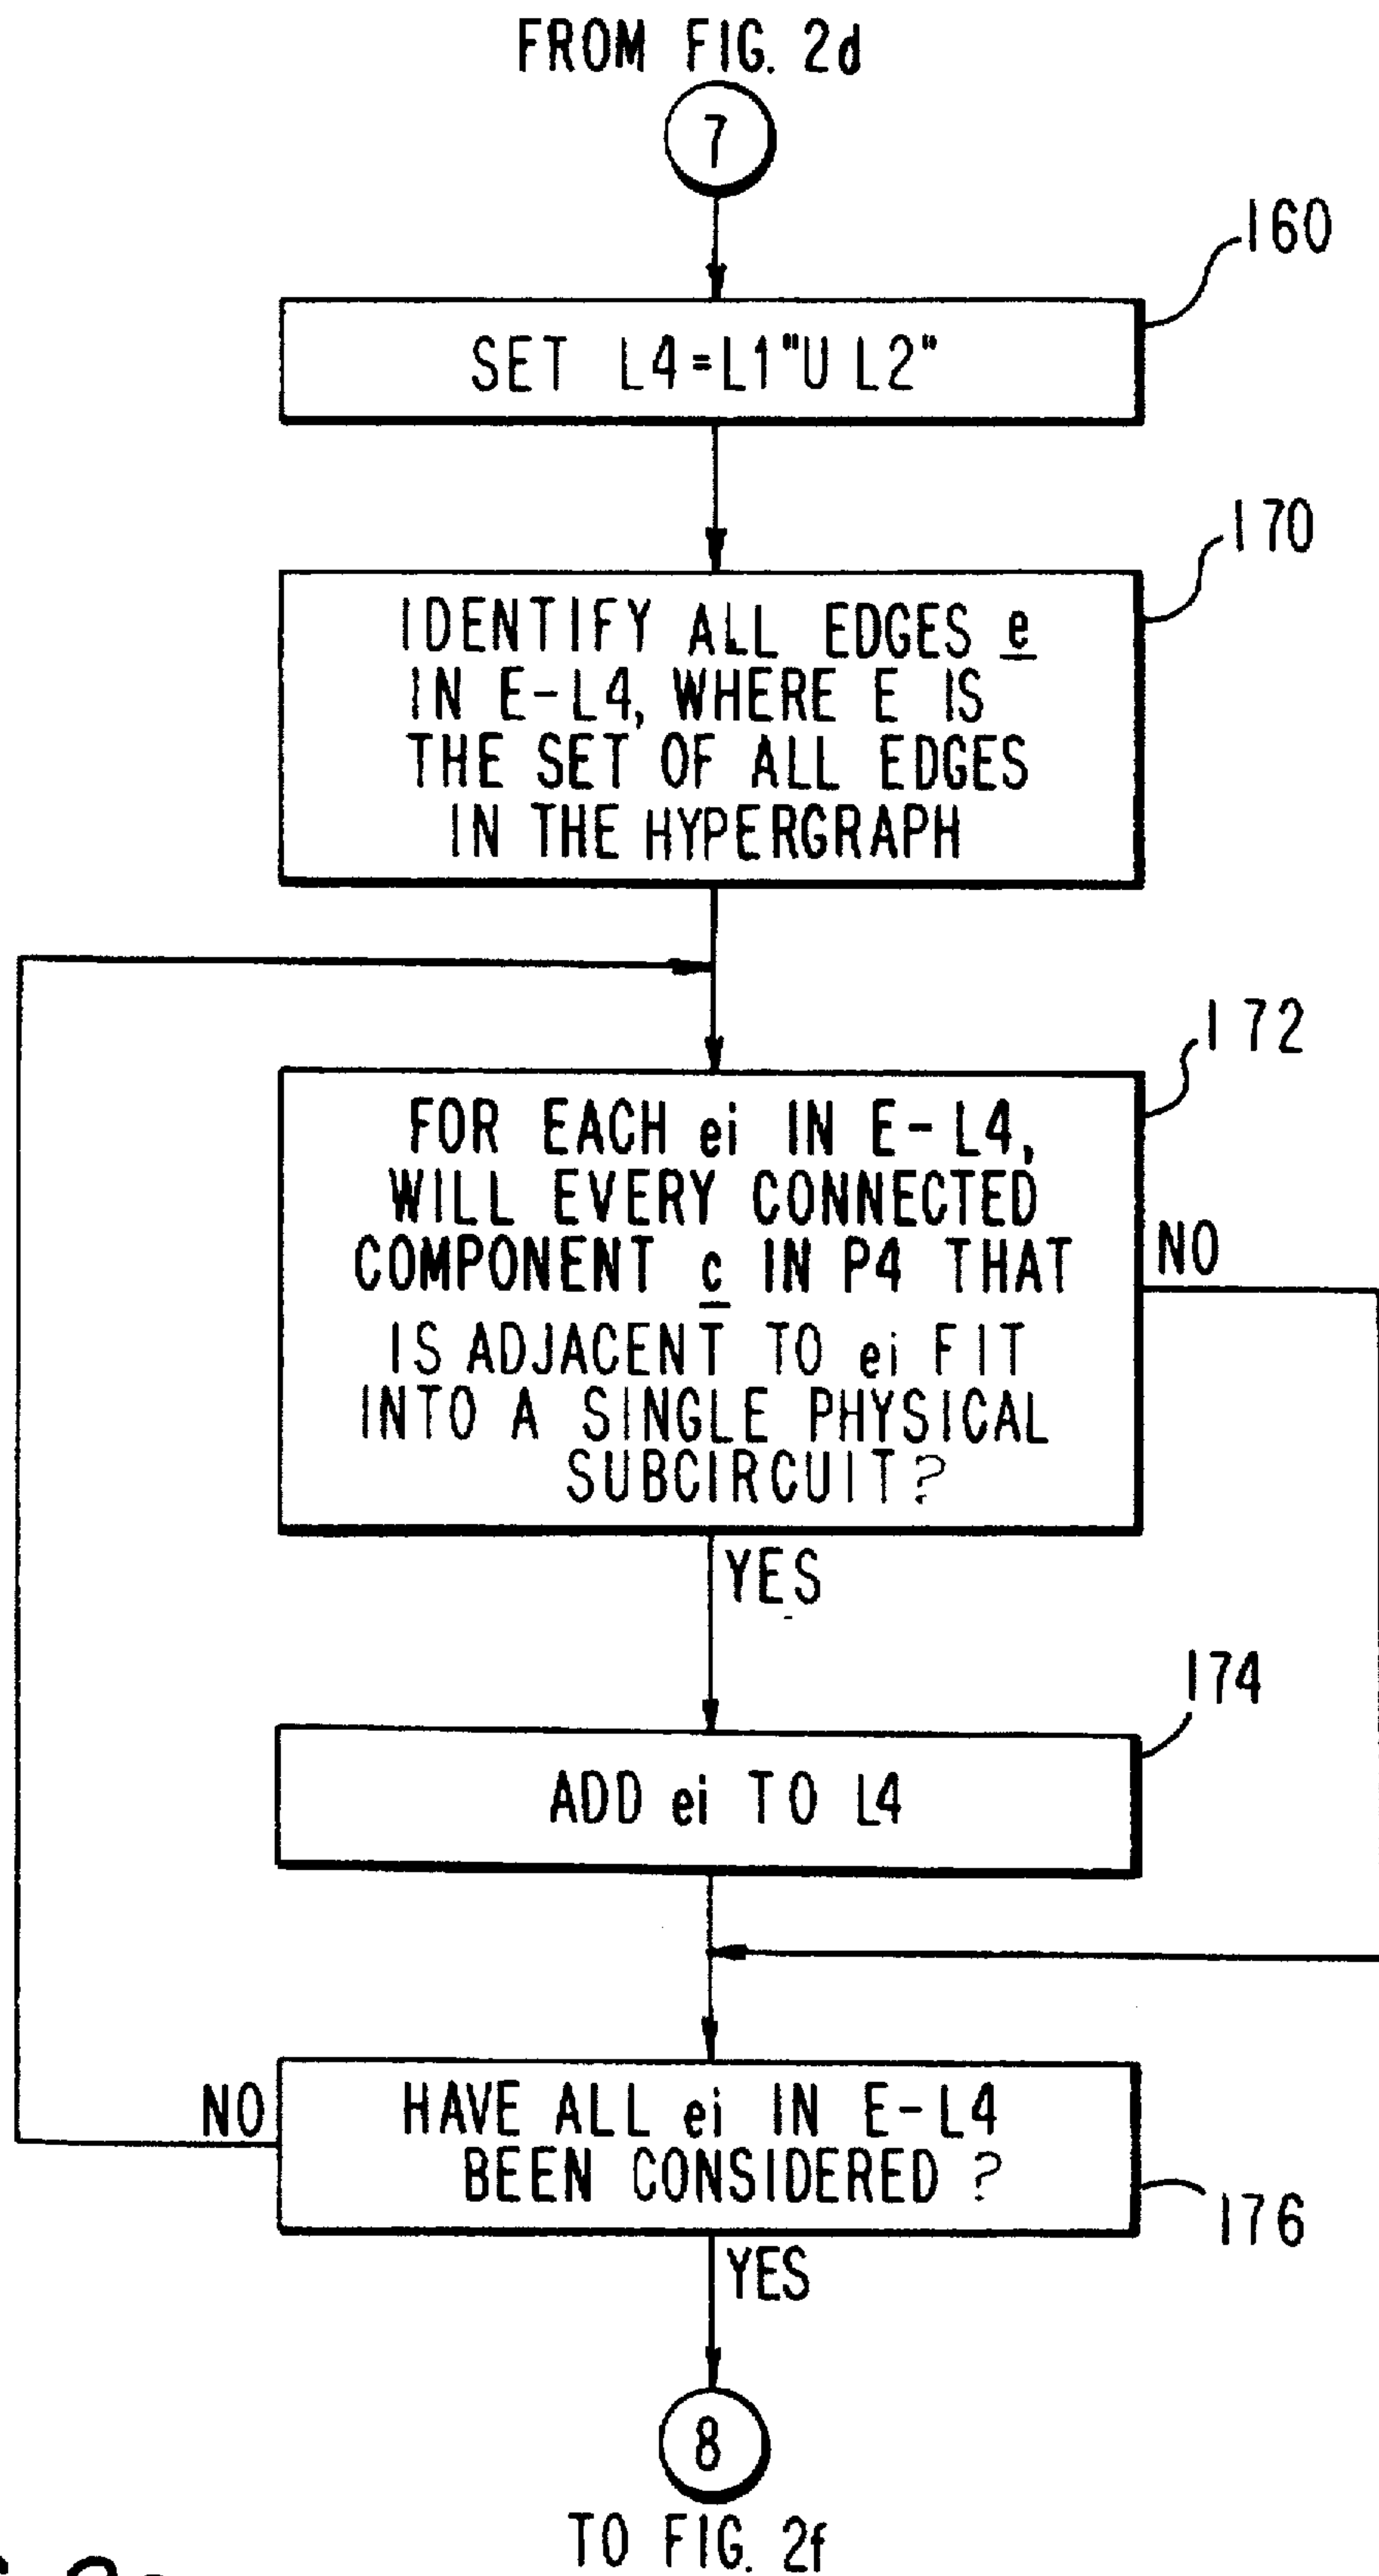 FROM FIG. 2d
7
160
SET L4=L1"U L2"
170
IDENTIFY ALL EDGES e
IN E-L4, WHERE E IS
THE SET OF ALL EDGES
IN THE HYPERGRAPH
172
FOR EACH ei IN E-L4,
WILL EVERY CONNECTED
COMPONENT c IN P4 THAT
IS ADJACENT TO ei FIT
INTO A SINGLE PHYSICAL
SUBCIRCUIT?
NO
YES
174
ADD ei TO L4
NO
HAVE ALL ei IN E-L4
BEEN CONSIDERED ?
176
YES
8
TO FIG. 2f